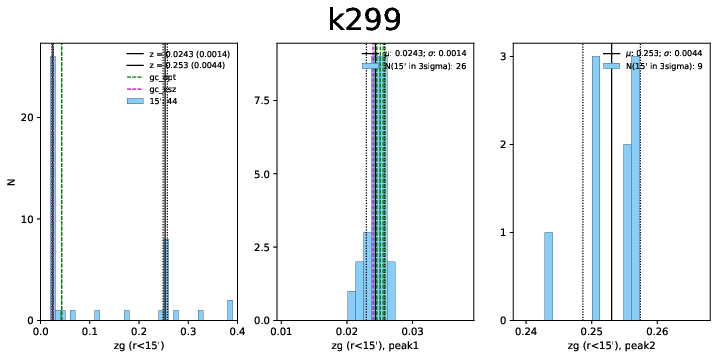 k299
z = 0.0243 (0.0014)
z = 0.253 (0.0044)
gc_opt
gc_xsz
15': 44
N
0
10
20
0.0 0.1 0.2 0.3 0.4
zg (r<15')
μ: 0.0243; σ: 0.0014
N(15' in 3sigma): 26
0.0
2.5
5.0
7.5
0.01 0.02 0.03
zg (r<15'), peak1
μ: 0.253; σ: 0.0044
N(15' in 3sigma): 9
0
1
2
3
0.24 0.25 0.26
zg (r<15'), peak2